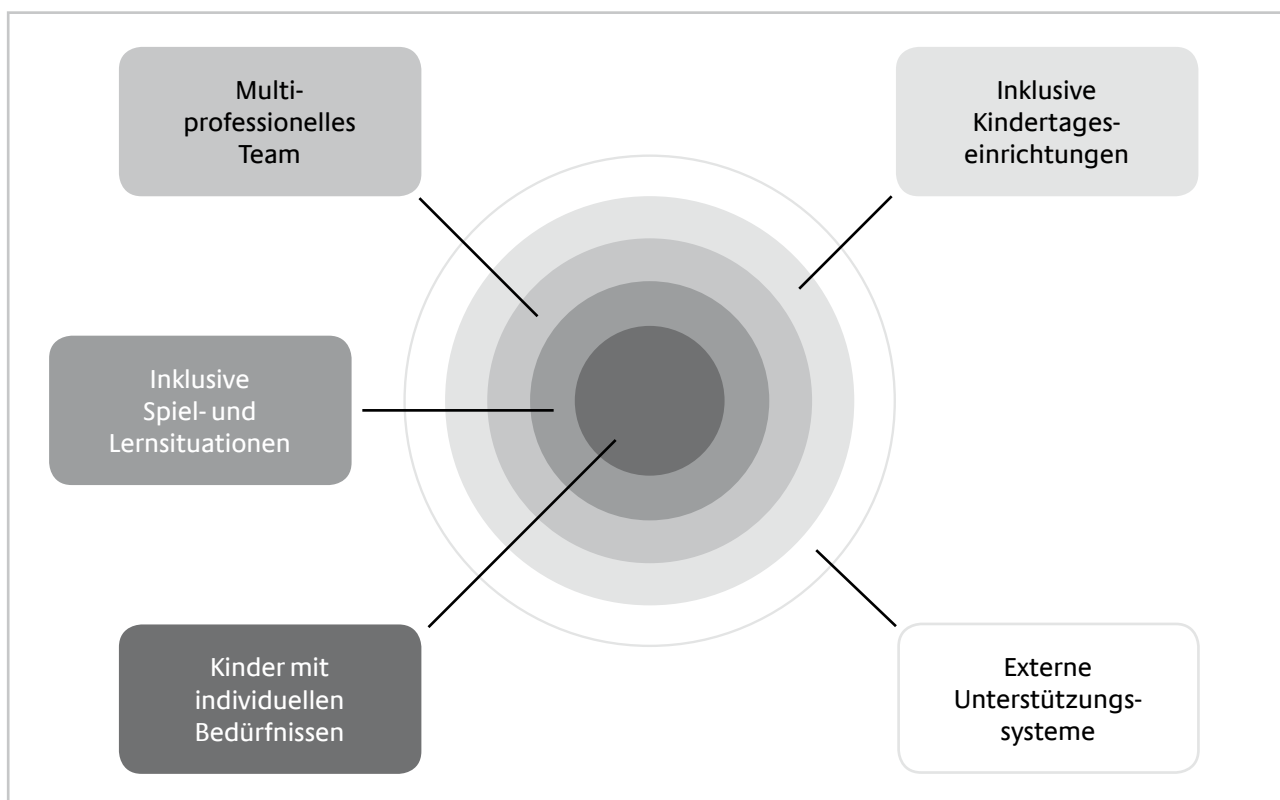 Multi-
professionelles
Team
Inklusive
Kindertages-
einrichtungen
Inklusive
Spiel- und
Lernsituationen
Kinder mit
individuellen
Bedürfnissen
Externe
Unterstützungs-
systeme